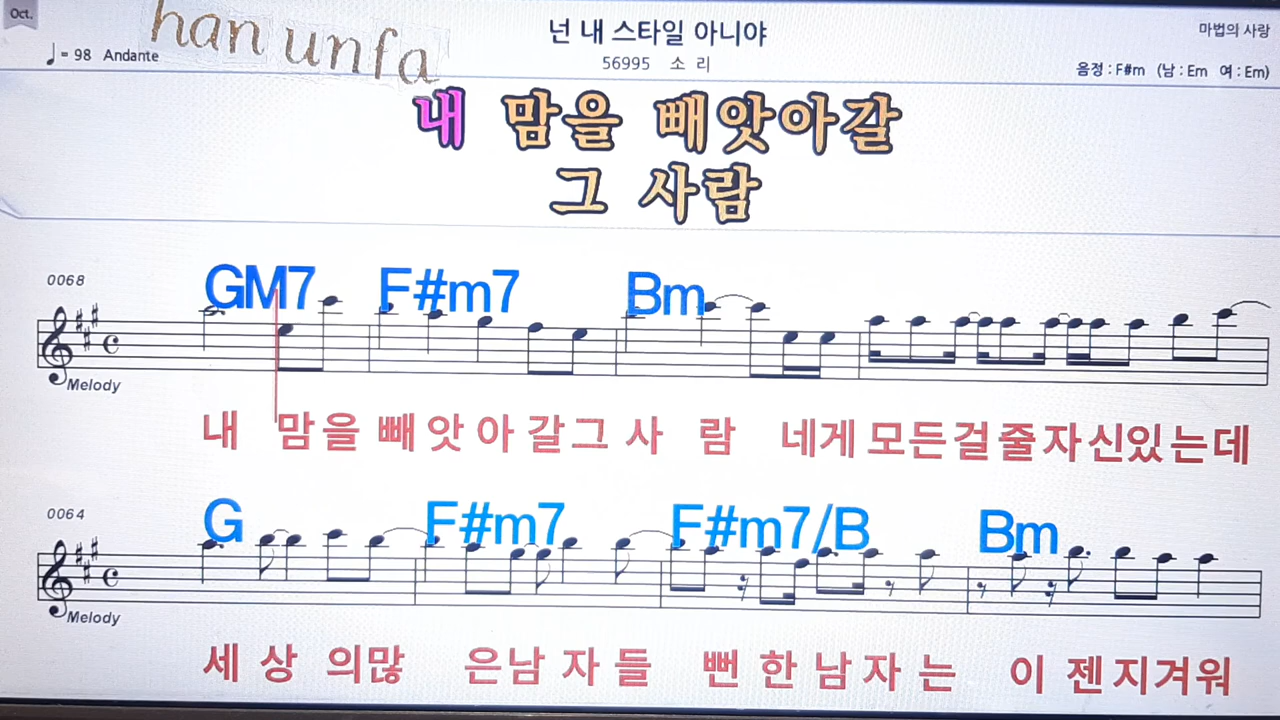 Oct.
han unfa
넌 내 스타일 아니야
마법의 사랑
♩= 98 Andante
56995 소 리
음정 : F#m (남 : Em 여 : Em)
내 맘을 빼앗아갈
그 사람
0068
GM7 F#m7 Bm
Melody
내 맘을 빼앗아 갈그 사 람 네게 모든걸줄자신있는데
0064
G F#m7 F#m7/B Bm
Melody
세 상 의많 은남 자 들 뻔 한 남 자 는 이 젠지겨워